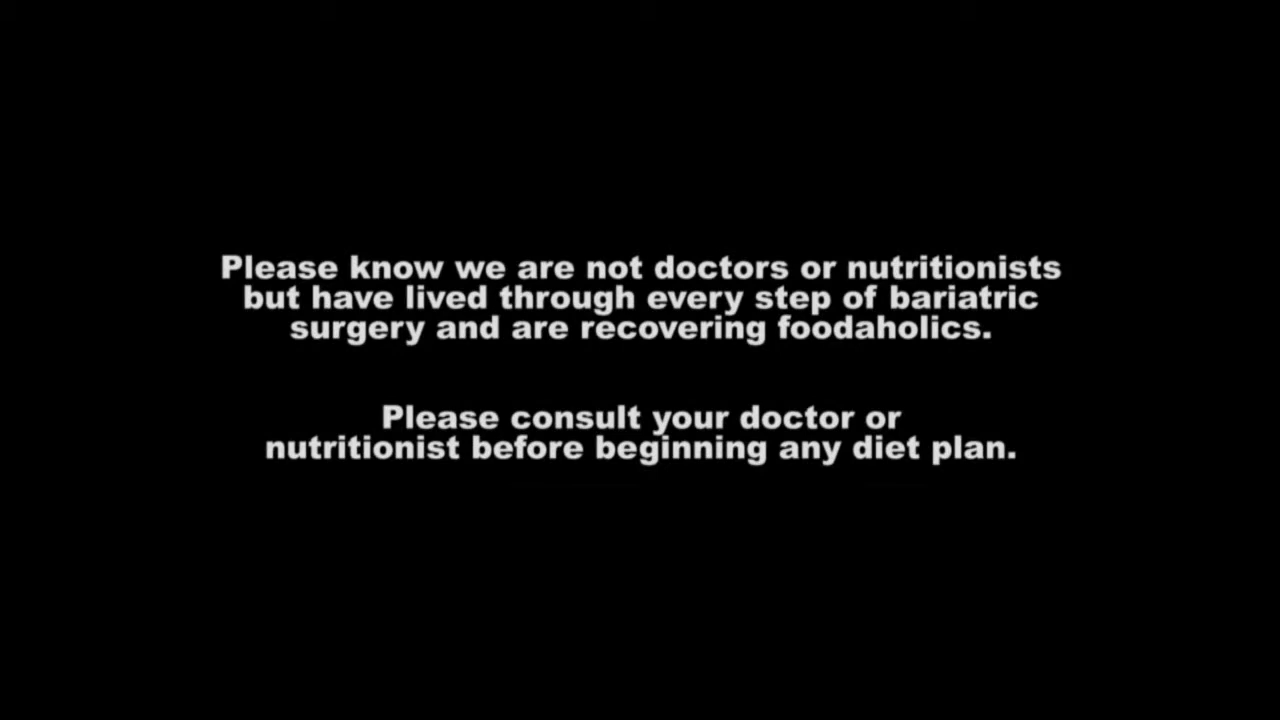 Please know we are not doctors or nutritionists
but have lived through every step of bariatric
surgery and are recovering foodaholics.
Please consult your doctor or
nutritionist before beginning any diet plan.